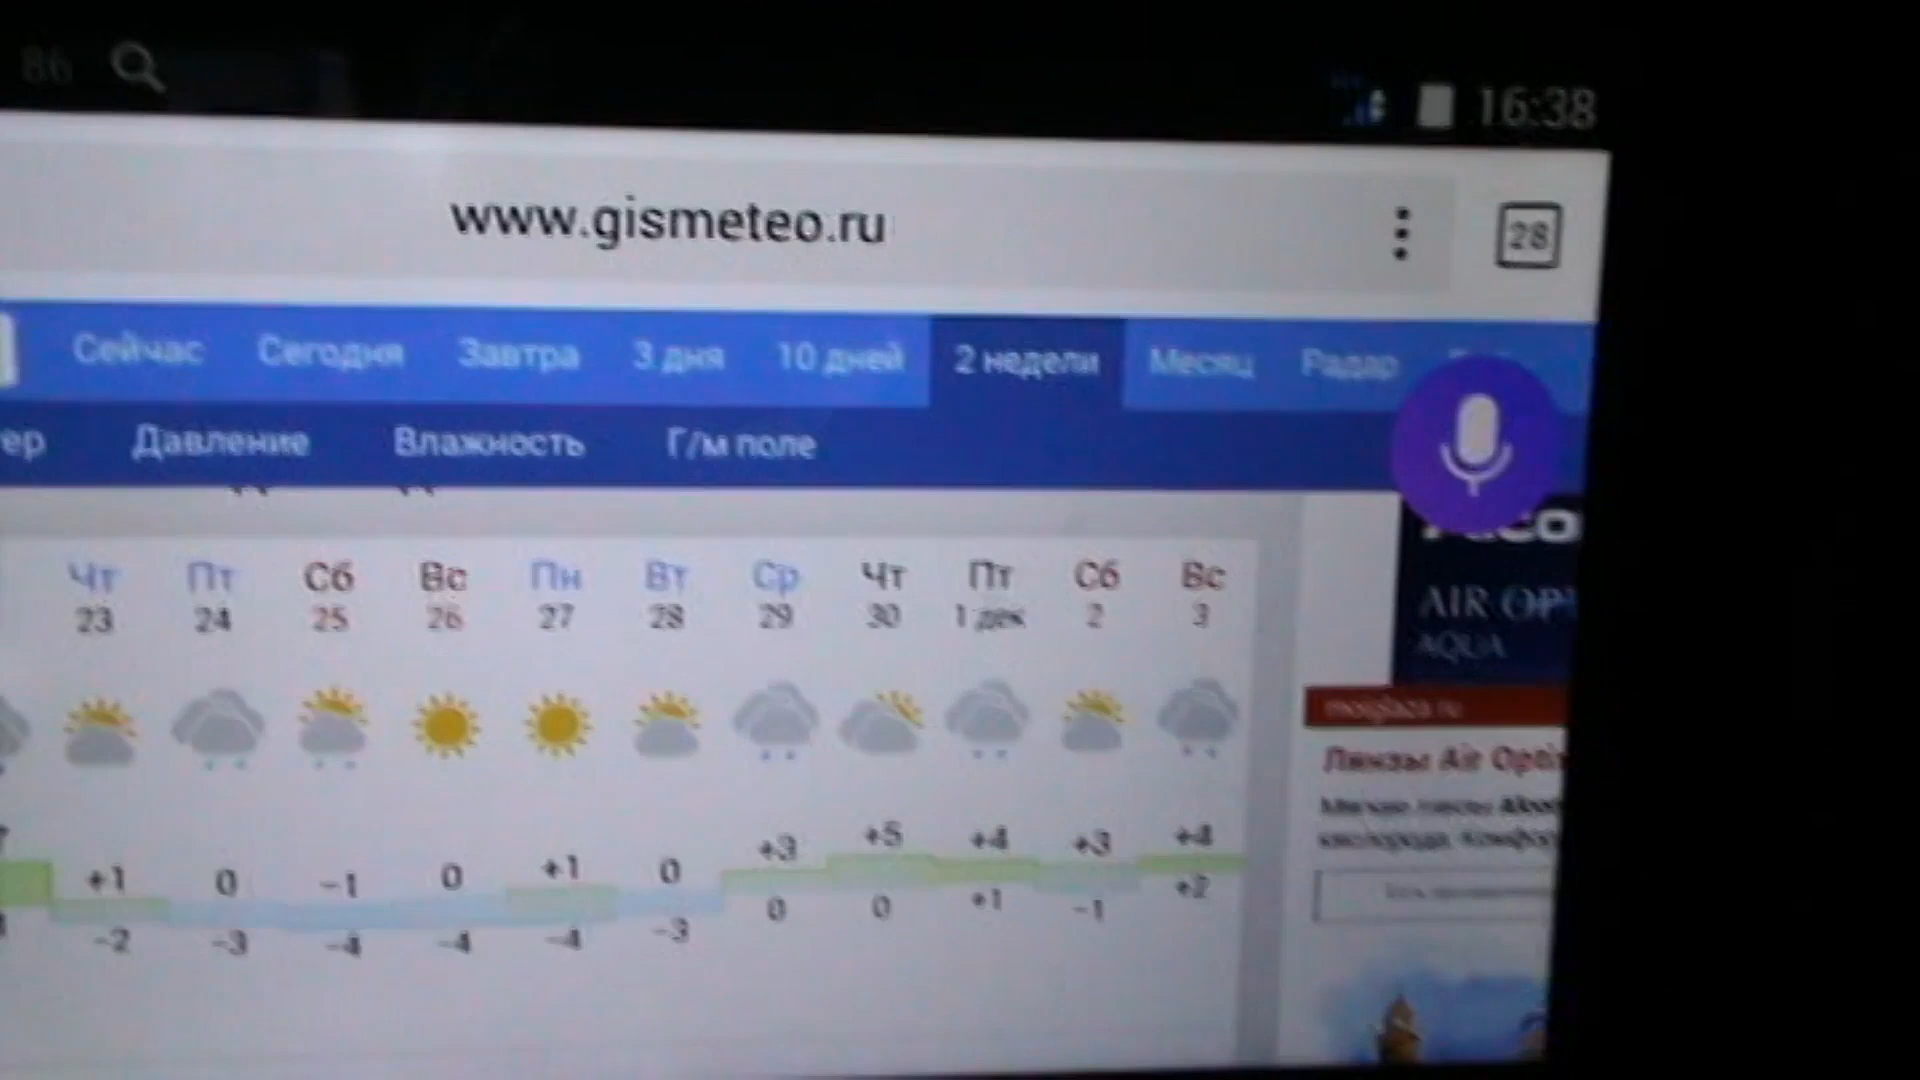 86
16:38
www.gismeteo.ru
28
Сейчас Сегодня Завтра 3 дня 10 дней 2 недели Месяц Радар
тер Давление Влажность Г/м поле
Чт Пт Сб Вс Пн Вт Ср Чт Пт Сб Вс
23 24 25 26 27 28 29 30 1 дек 2 3
AIR OPT
AQUA
Линзы Air Opti
+1 0 -1 0 +1 0 +3 +5 +4 +3 +4
-2 -3 -4 -4 -4 -3 0 0 +1 -1 +2